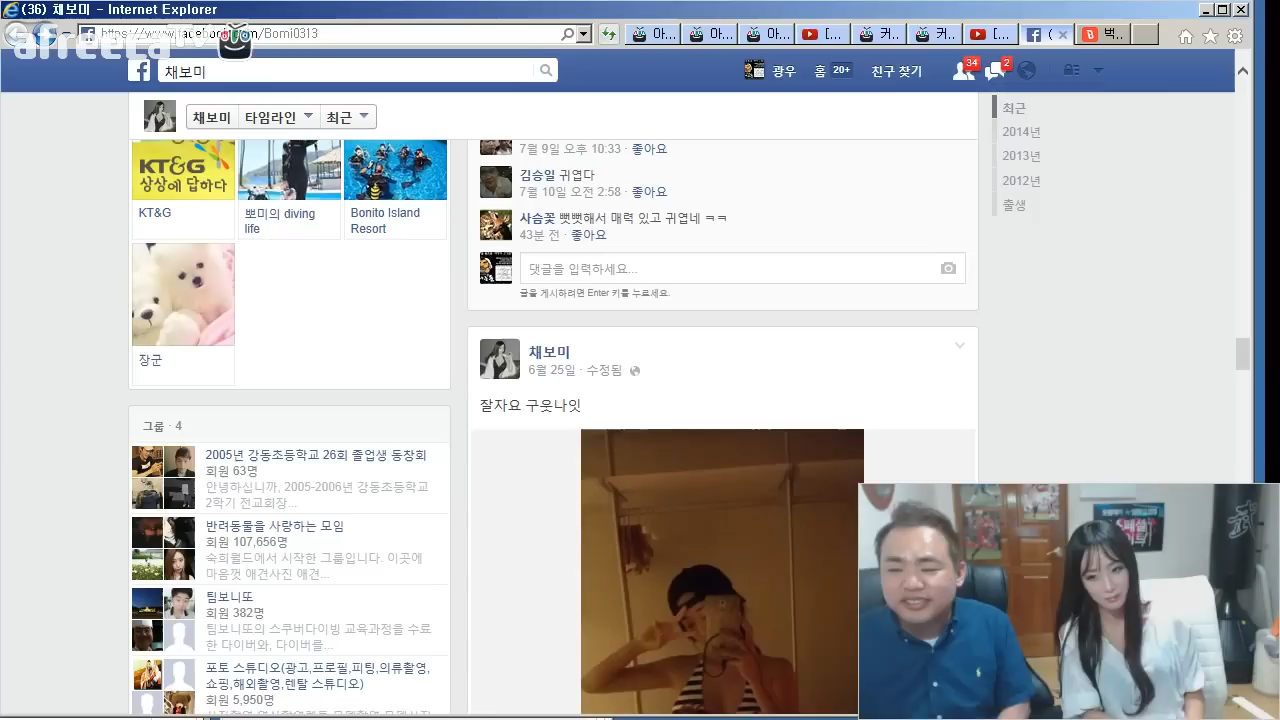 (36) 채보미 - Internet Explorer
afreeca TV
https://www.facebook.com/Bomi0313
아...
아...
아...
[...
커...
커...
[...
(
벽...
채보미
광우
홈 20+
친구 찾기
34
2
채보미
타임라인
최근
최근
2014년
2013년
2012년
출생
KT&G
상상에 답하다
KT&G
뽀미의 diving
life
Bonito Island
Resort
장군
그룹 · 4
2005년 강동초등학교 26회 졸업생 동창회
회원 63명
안녕하십니까, 2005-2006년 강동초등학교
2학기 전교회장...
반려동물을 사랑하는 모임
회원 107,656명
숙희월드에서 시작한 그룹입니다. 이곳에
마음껏 애견사진 애견...
팀보니또
회원 382명
팀보니또의 스쿠버다이빙 교육과정을 수료
한 다이버와, 다이버를...
포토 스튜디오(광고,프로필,피팅,의류촬영,
쇼핑,해외촬영,렌탈 스튜디오)
회원 5,950명
7월 9일 오후 10:33 · 좋아요
김승일 귀엽다
7월 10일 오전 2:58 · 좋아요
사슴꽃 뻣뻣해서 매력 있고 귀엽네 ㅋㅋ
43분 전 · 좋아요
댓글을 입력하세요...
글을 게시하려면 Enter 키를 누르세요.
채보미
6월 25일 · 수정됨
잘자요 구웃나잇